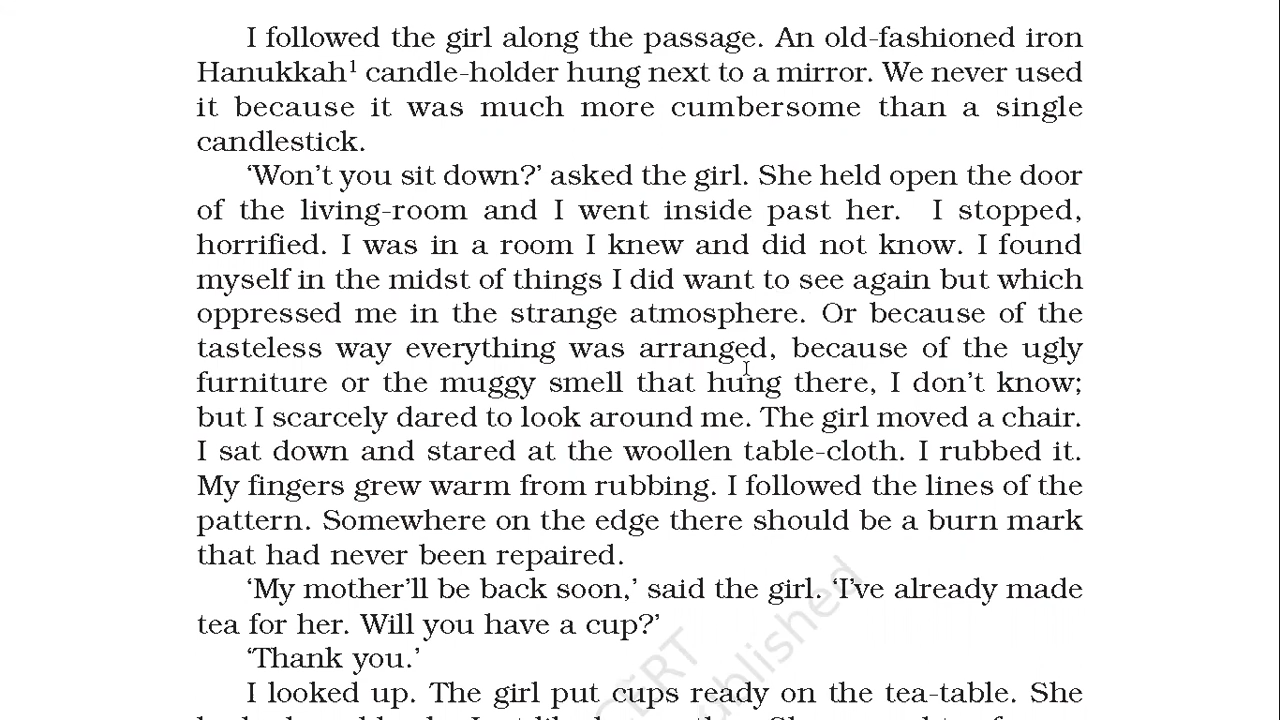 I followed the girl along the passage. An old-fashioned iron
Hanukkah¹ candle-holder hung next to a mirror. We never used
it because it was much more cumbersome than a single
candlestick.
‘Won’t you sit down?’ asked the girl. She held open the door
of the living-room and I went inside past her. I stopped,
horrified. I was in a room I knew and did not know. I found
myself in the midst of things I did want to see again but which
oppressed me in the strange atmosphere. Or because of the
tasteless way everything was arranged, because of the ugly
furniture or the muggy smell that hung there, I don’t know;
but I scarcely dared to look around me. The girl moved a chair.
I sat down and stared at the woollen table-cloth. I rubbed it.
My fingers grew warm from rubbing. I followed the lines of the
pattern. Somewhere on the edge there should be a burn mark
that had never been repaired.
‘My mother’ll be back soon,’ said the girl. ‘I’ve already made
tea for her. Will you have a cup?’
‘Thank you.’
I looked up. The girl put cups ready on the tea-table. She